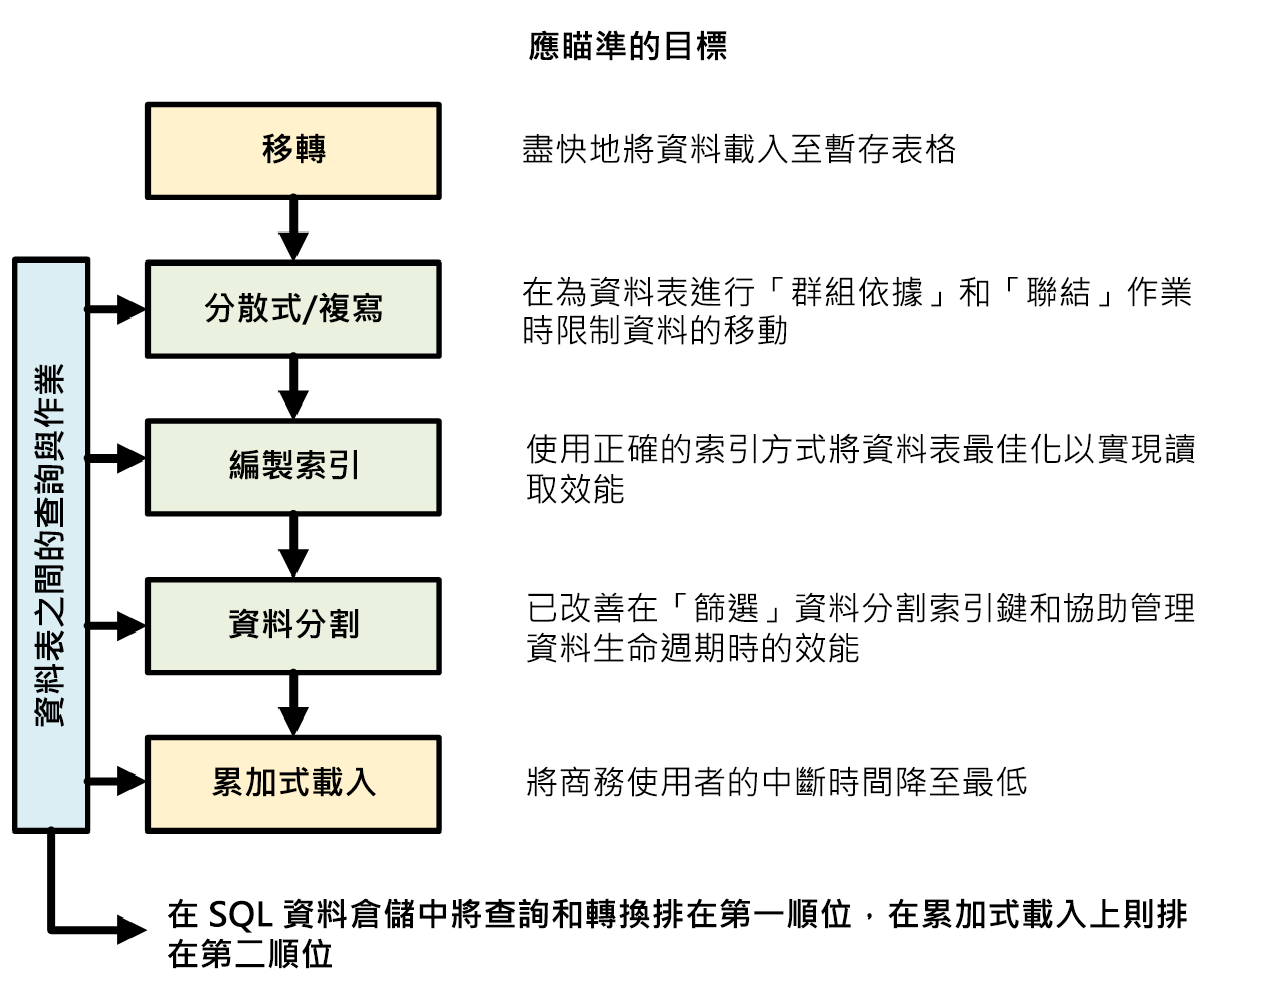 應瞄準的目標
移轉
盡快地將資料載入至暫存表格
資料表之間的查詢與作業
分散式/複寫
在為資料表進行「群組依據」和「聯結」作業
時限制資料的移動
編製索引
使用正確的索引方式將資料表最佳化以實現讀
取效能
資料分割
已改善在「篩選」資料分割索引鍵和協助管理
資料生命週期時的效能
累加式載入
將商務使用者的中斷時間降至最低
在 SQL 資料倉儲中將查詢和轉換排在第一順位，在累加式載入上則排
在第二順位